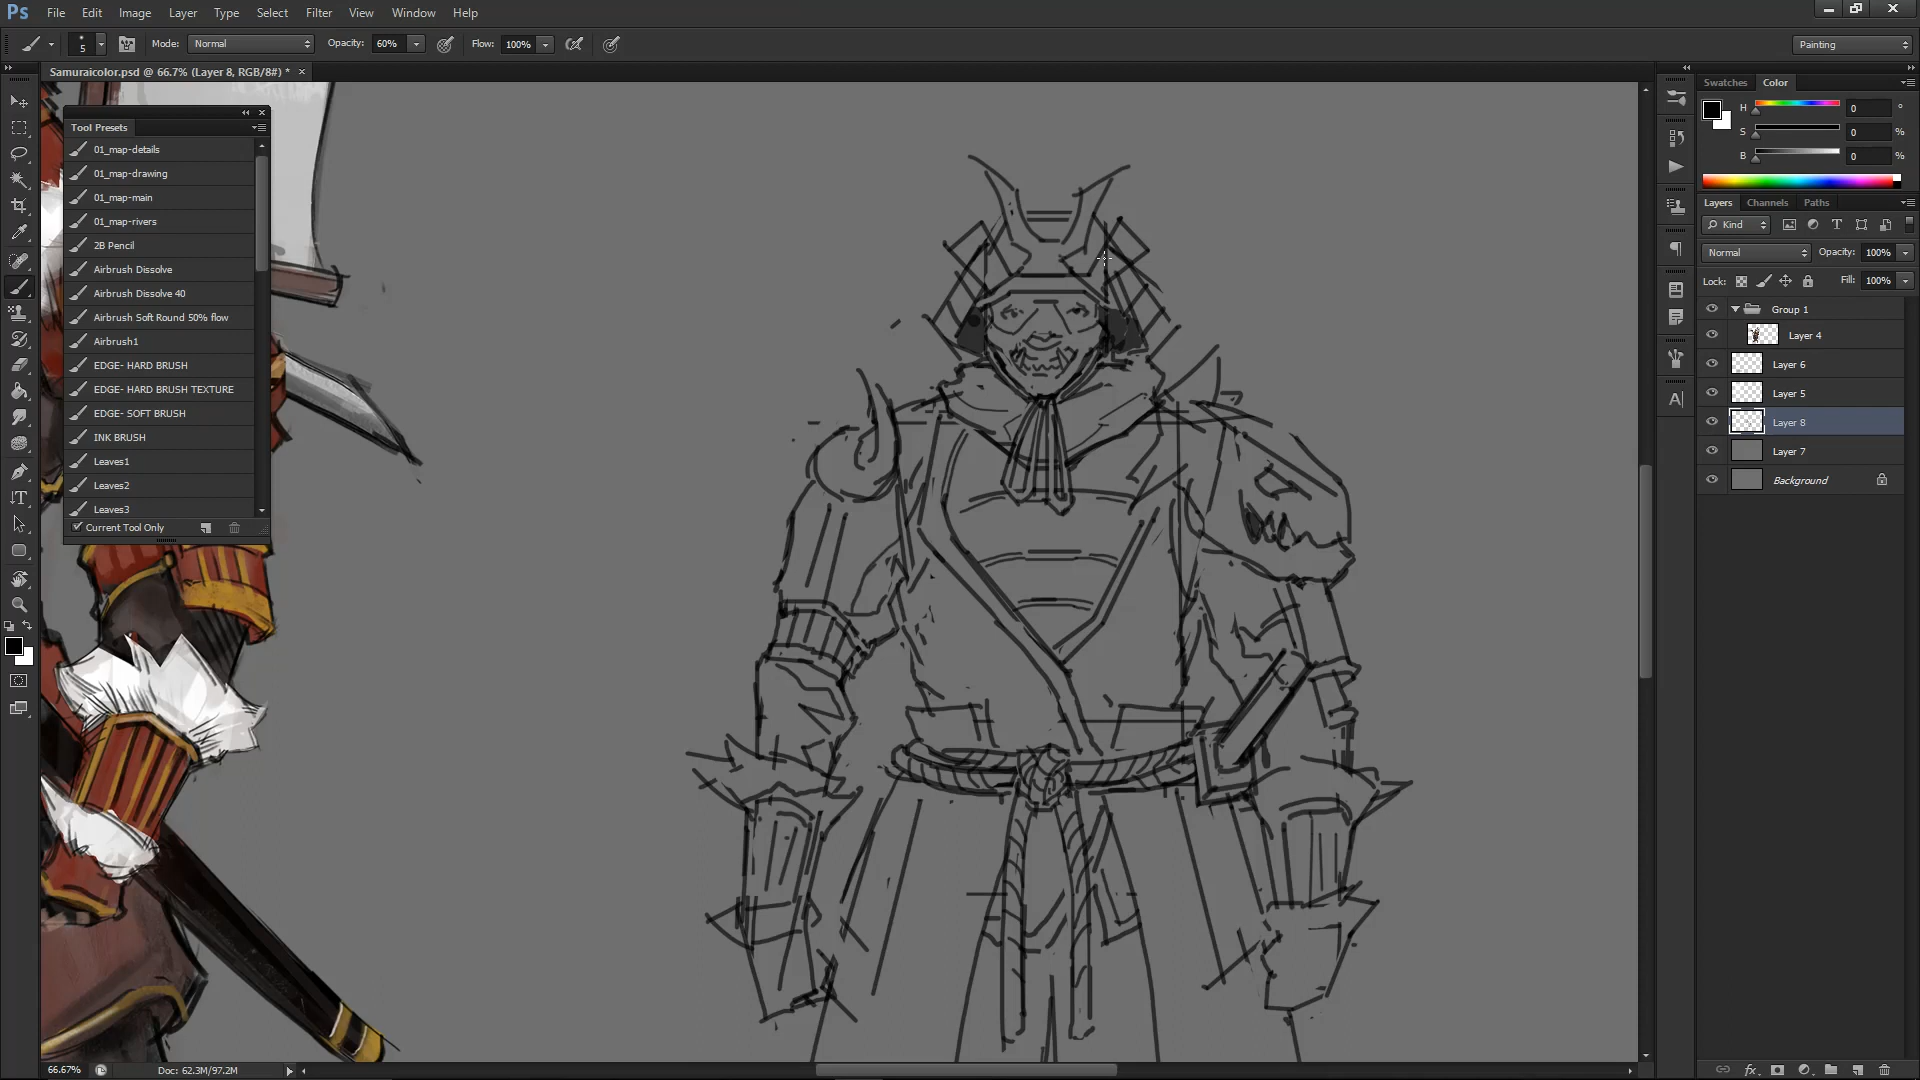 Ps File Edit Image Layer Type Select Filter View Window Help
5 Mode: Normal Opacity: 60% Flow: 100% Painting
Samuraicolor.psd @ 66.7% (Layer 8, RGB/8#) * ×
Swatches Color
H 0 °
S 0 %
B 0 %
Tool Presets
01_map-details
01_map-drawing
01_map-main
01_map-rivers
2B Pencil
Airbrush Dissolve
Airbrush Dissolve 40
Airbrush Soft Round 50% flow
Airbrush1
EDGE- HARD BRUSH
EDGE- HARD BRUSH TEXTURE
EDGE- SOFT BRUSH
INK BRUSH
Leaves1
Leaves2
Leaves3
Current Tool Only
Layers Channels Paths
Kind
Normal Opacity: 100%
Lock: Fill: 100%
Group 1
Layer 4
Layer 6
Layer 5
Layer 8
Layer 7
Background
66.67% Doc: 62.3M/97.2M